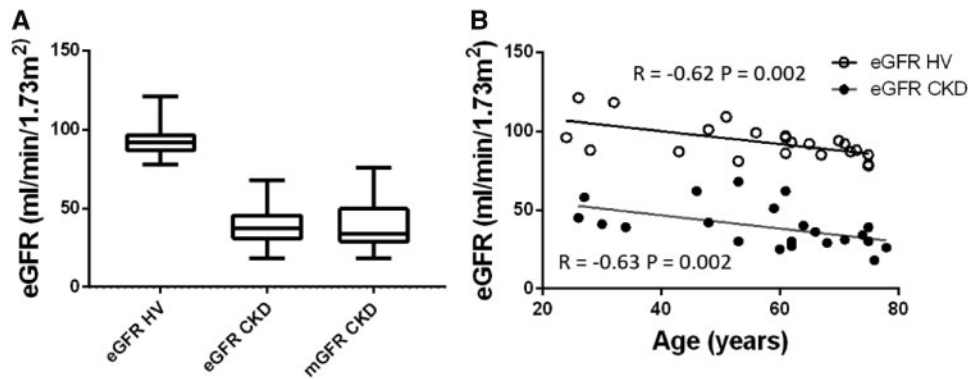 A
eGFR (ml/min/1.73m²)
150
100
50
0
eGFR HV
eGFR CKD
mGFR CKD
B
eGFR (ml/min/1.73m²)
150
100
50
0
R = -0.62 P = 0.002
eGFR HV
eGFR CKD
R = -0.63 P = 0.002
20
40
60
80
Age (years)